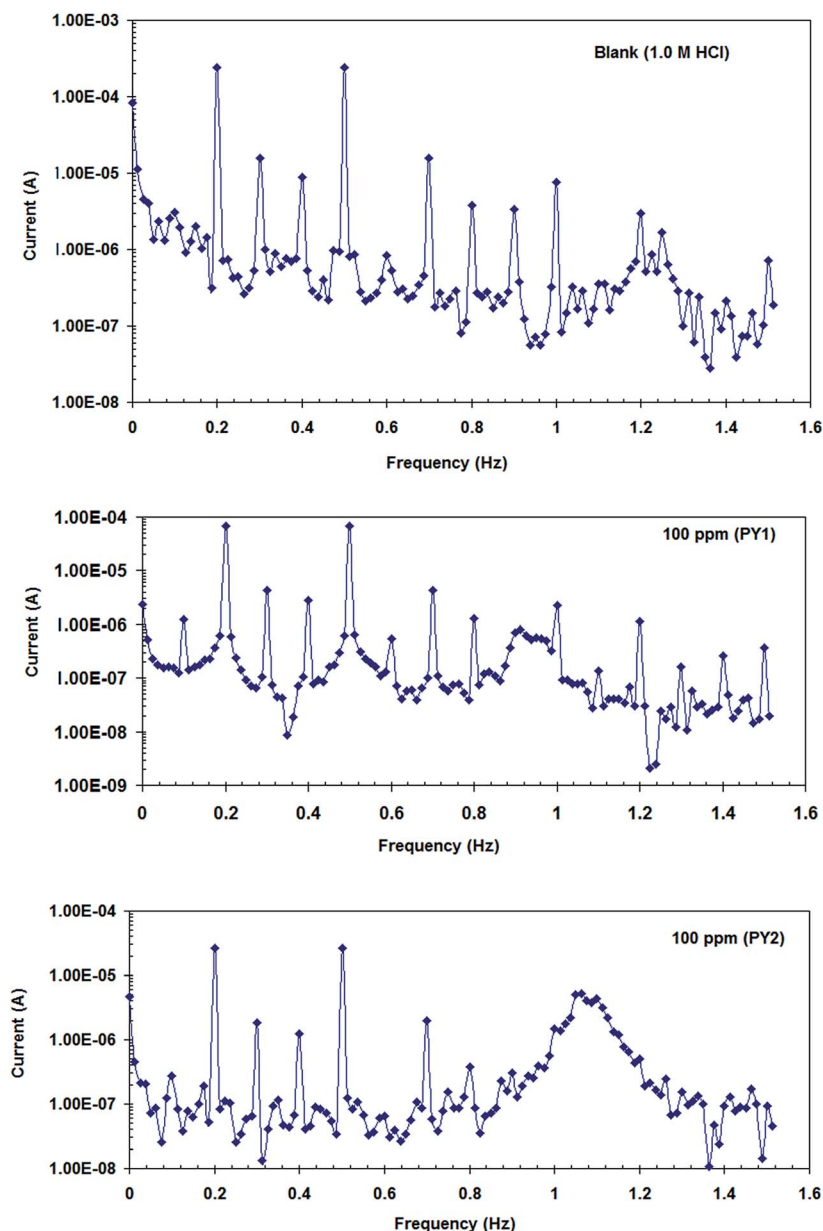 1.00E-03
Blank (1.0 M HCl)
1.00E-04
1.00E-05
1.00E-06
1.00E-07
1.00E-08
Current (A)
0 0.2 0.4 0.6 0.8 1 1.2 1.4 1.6
Frequency (Hz)
1.00E-04
100 ppm (PY1)
1.00E-05
1.00E-06
1.00E-07
1.00E-08
1.00E-09
Current (A)
0 0.2 0.4 0.6 0.8 1 1.2 1.4 1.6
Frequency (Hz)
1.00E-04
100 ppm (PY2)
1.00E-05
1.00E-06
1.00E-07
1.00E-08
Current (A)
0 0.2 0.4 0.6 0.8 1 1.2 1.4 1.6
Frequency (Hz)